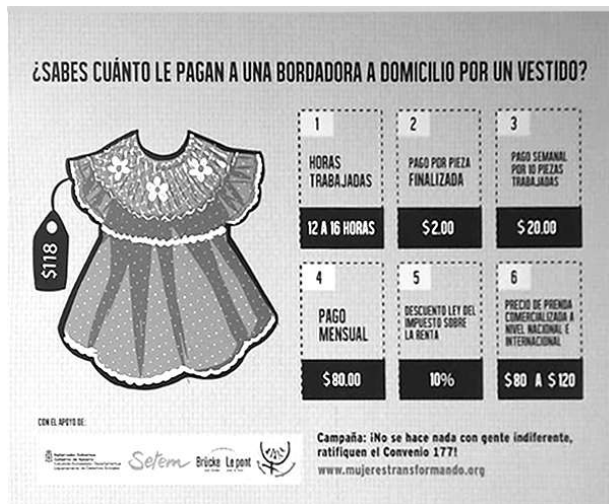 ¿SABES CUÁNTO LE PAGAN A UNA BORDADORA A DOMICILIO POR UN VESTIDO?
$118
1
HORAS
TRABAJADAS
12 A 16 HORAS
2
PAGO POR PIEZA
FINALIZADA
$2.00
3
PAGO SEMANAL
POR 10 PIEZAS
TRABAJADAS
$20.00
4
PAGO
MENSUAL
$80.00
5
DESCUENTO LEY DEL
IMPUESTO SOBRE
LA RENTA
10%
6
PRECIO DE PRENDA
COMERCIALIZADA A
NIVEL NACIONAL E
INTERNACIONAL
$80 A $120
CON EL APOYO DE:
Setem
Brücke Le pont
Campaña: ¡No se hace nada con gente indiferente,
ratifiquen el Convenio 177!
www.mujerestransformando.org